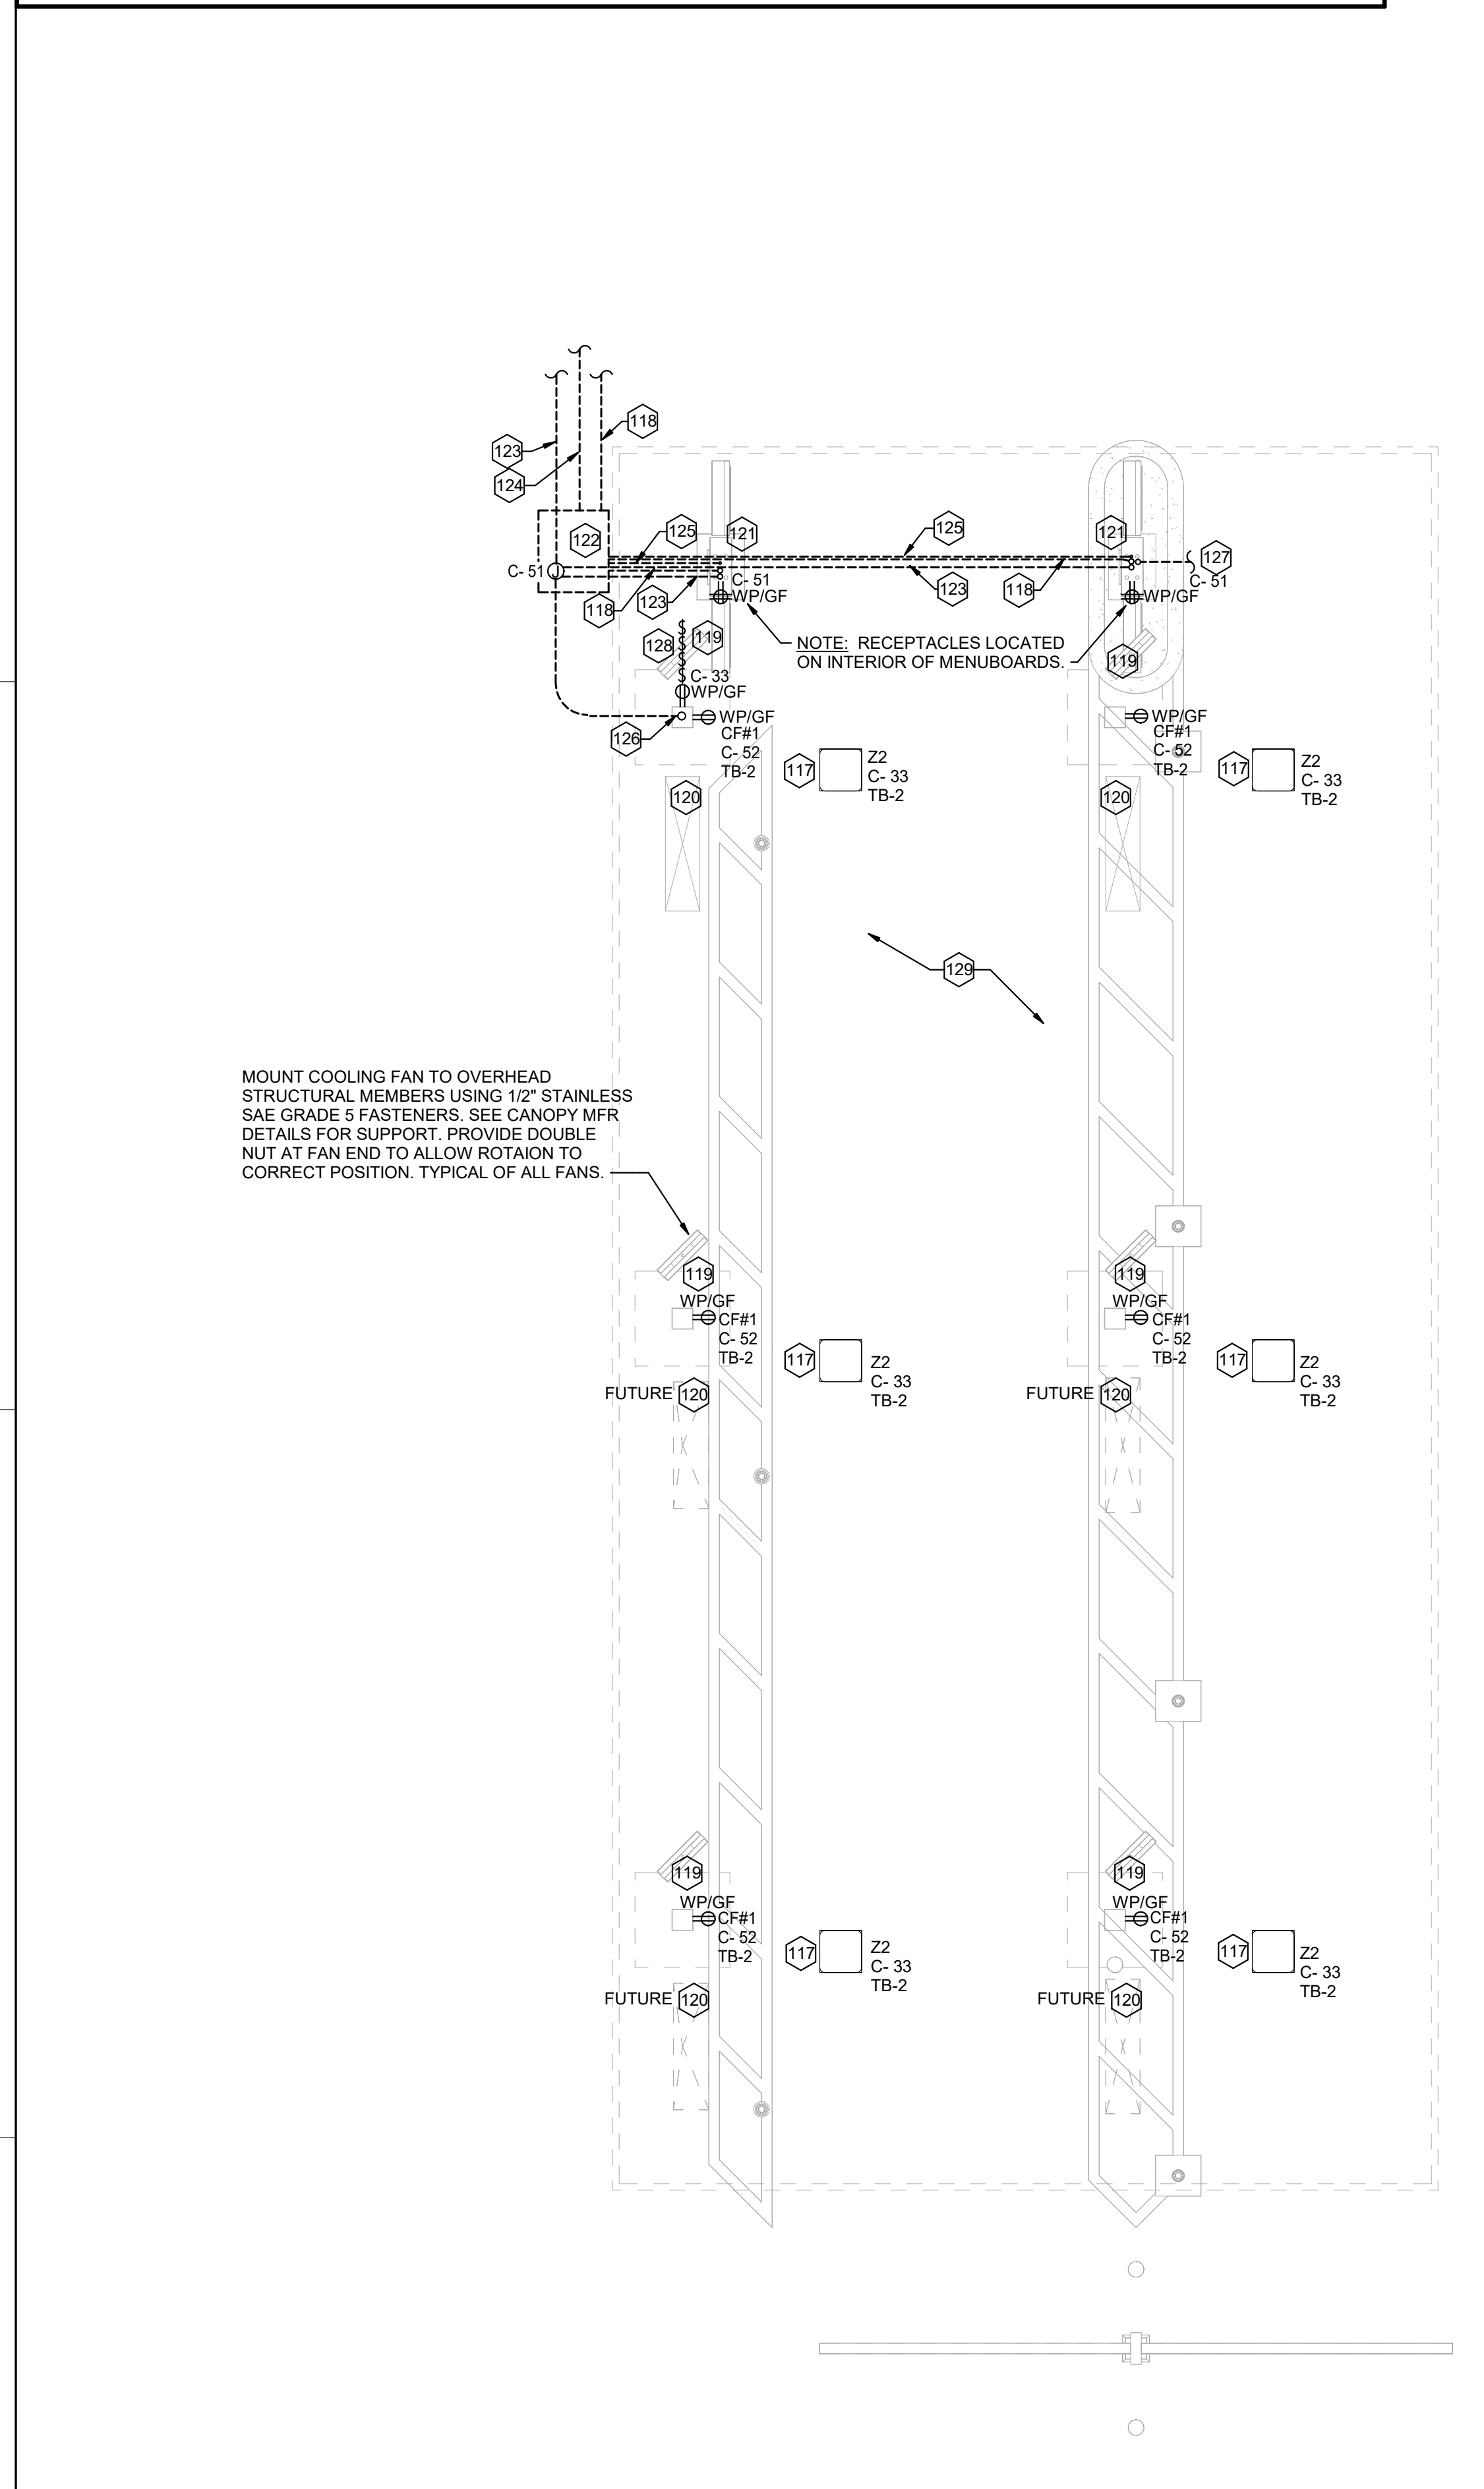 118
123
124
122
125
121
125
121
127
C- 51
C- 51
C- 51
WP/GF
118
123
123
118
WP/GF
NOTE: RECEPTACLES LOCATED
ON INTERIOR OF MENUBOARDS.
128
119
119
C- 33
WP/GF
WP/GF
CF#1
C- 52
TB-2
126
WP/GF
CF#1
C- 52
TB-2
117
Z2
C- 33
TB-2
117
Z2
C- 33
TB-2
120
120
129
MOUNT COOLING FAN TO OVERHEAD
STRUCTURAL MEMBERS USING 1/2" STAINLESS
SAE GRADE 5 FASTENERS. SEE CANOPY MFR
DETAILS FOR SUPPORT. PROVIDE DOUBLE
NUT AT FAN END TO ALLOW ROTAION TO
CORRECT POSITION. TYPICAL OF ALL FANS.
119
WP/GF
CF#1
C- 52
TB-2
119
WP/GF
CF#1
C- 52
TB-2
117
Z2
C- 33
TB-2
117
Z2
C- 33
TB-2
FUTURE 120
FUTURE 120
119
WP/GF
CF#1
C- 52
TB-2
119
WP/GF
CF#1
C- 52
TB-2
117
Z2
C- 33
TB-2
117
Z2
C- 33
TB-2
FUTURE 120
FUTURE 120